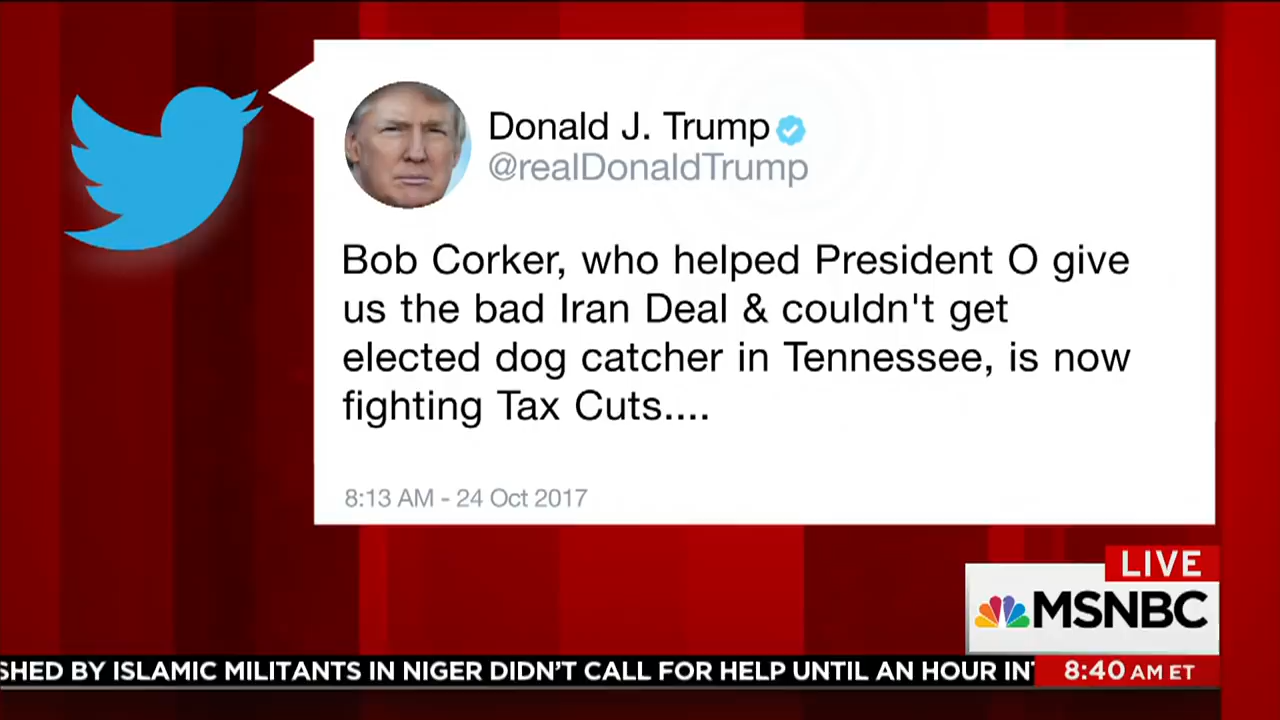 Donald J. Trump
@realDonaldTrump
Bob Corker, who helped President O give
us the bad Iran Deal & couldn't get
elected dog catcher in Tennessee, is now
fighting Tax Cuts....
8:13 AM - 24 Oct 2017
LIVE
MSNBC
SHED BY ISLAMIC MILITANTS IN NIGER DIDN'T CALL FOR HELP UNTIL AN HOUR IN
8:40 AM ET